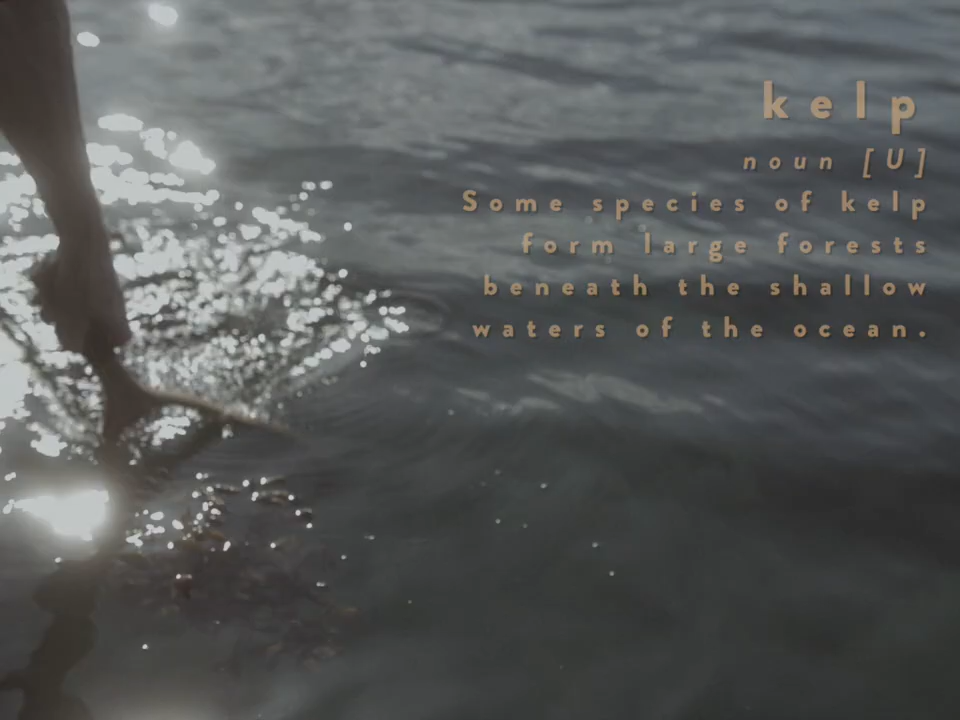 kelp
noun [U]
Some species of kelp
form large forests
beneath the shallow
waters of the ocean.